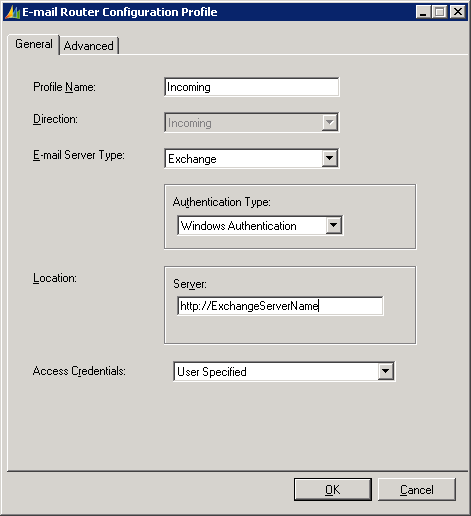 E-mail Router Configuration Profile
General Advanced
Profile Name: Incoming
Direction: Incoming
E-mail Server Type: Exchange
Authentication Type:
Windows Authentication
Location: Server:
http://ExchangeServerName
Access Credentials: User Specified
OK Cancel